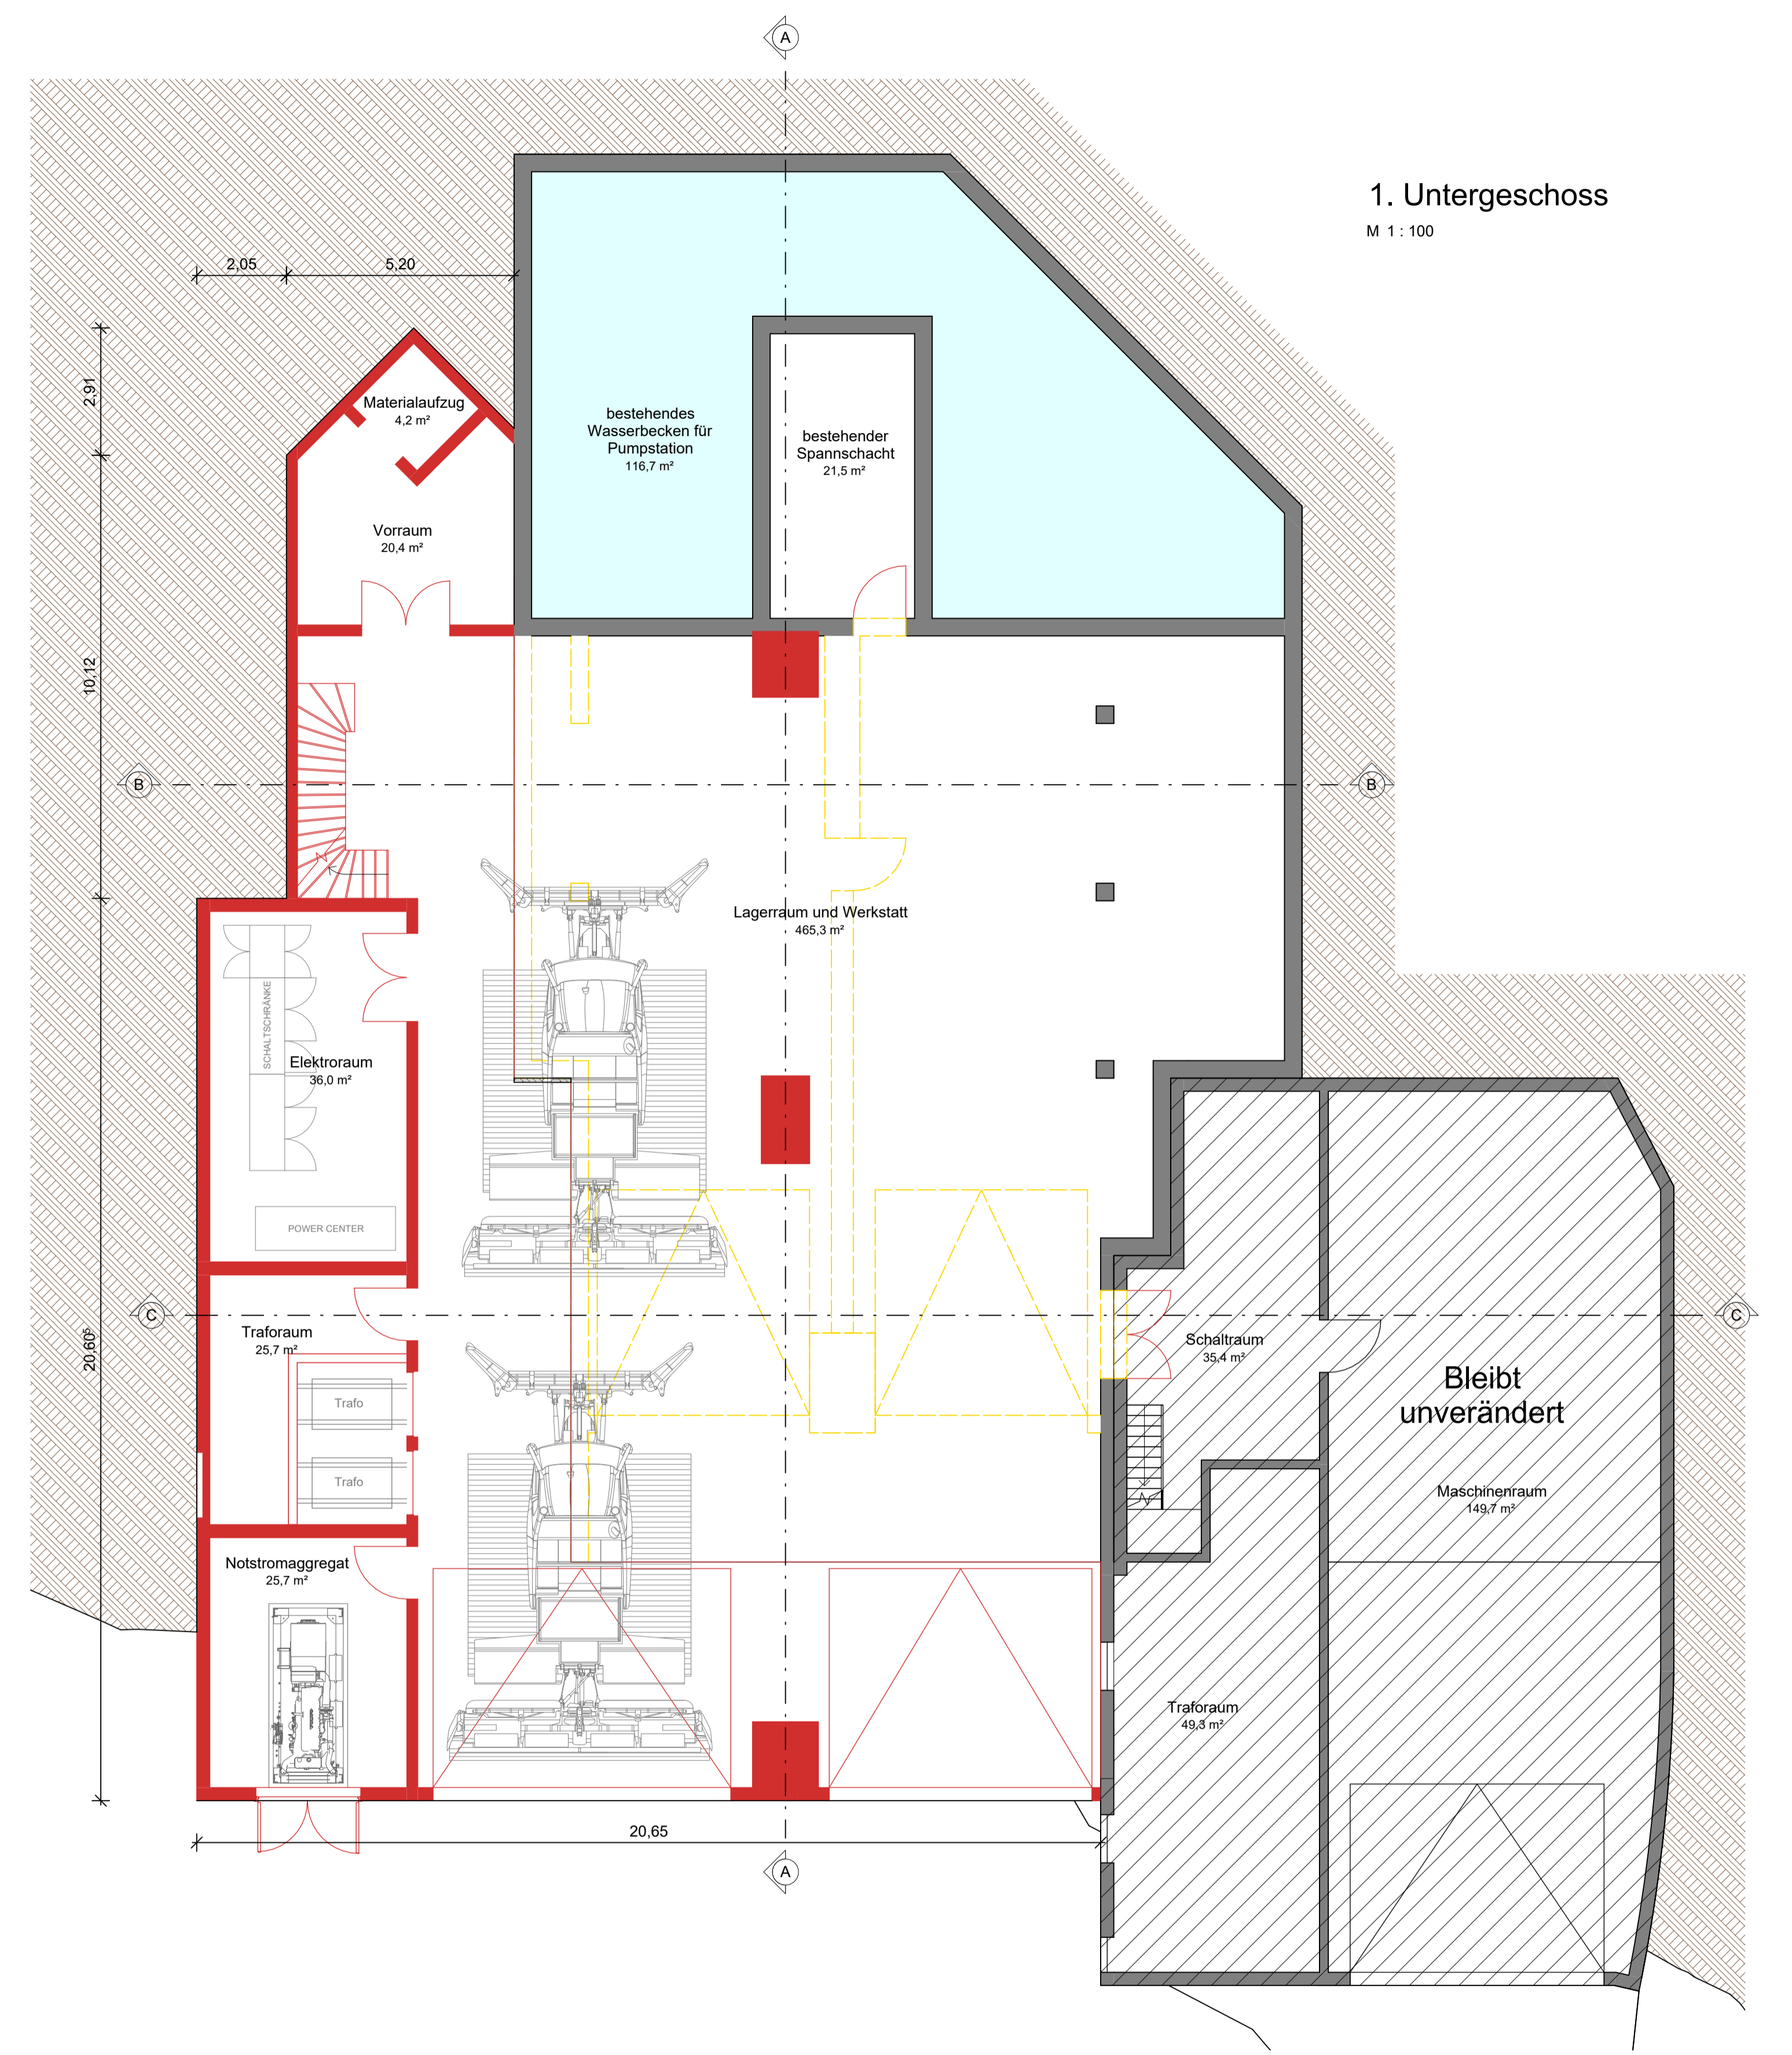 A
1. Untergeschoss
M 1 : 100
2,05
5,20
2,91
Materialaufzug
4,2 m²
bestehendes
Wasserbecken für
Pumpstation
116,7 m²
bestehender
Spannschacht
21,5 m²
Vorraum
20,4 m²
10,12
B
B
Lagerraum und Werkstatt
465,3 m²
SCHALTSCHRÄNKE
Elektroraum
36,0 m²
POWER CENTER
C
C
20,60⁵
Traforaum
25,7 m²
Schaltraum
35,4 m²
Trafo
Trafo
Bleibt
unverändert
Maschinenraum
149,7 m²
Notstromaggregat
25,7 m²
Traforaum
49,3 m²
20,65
A